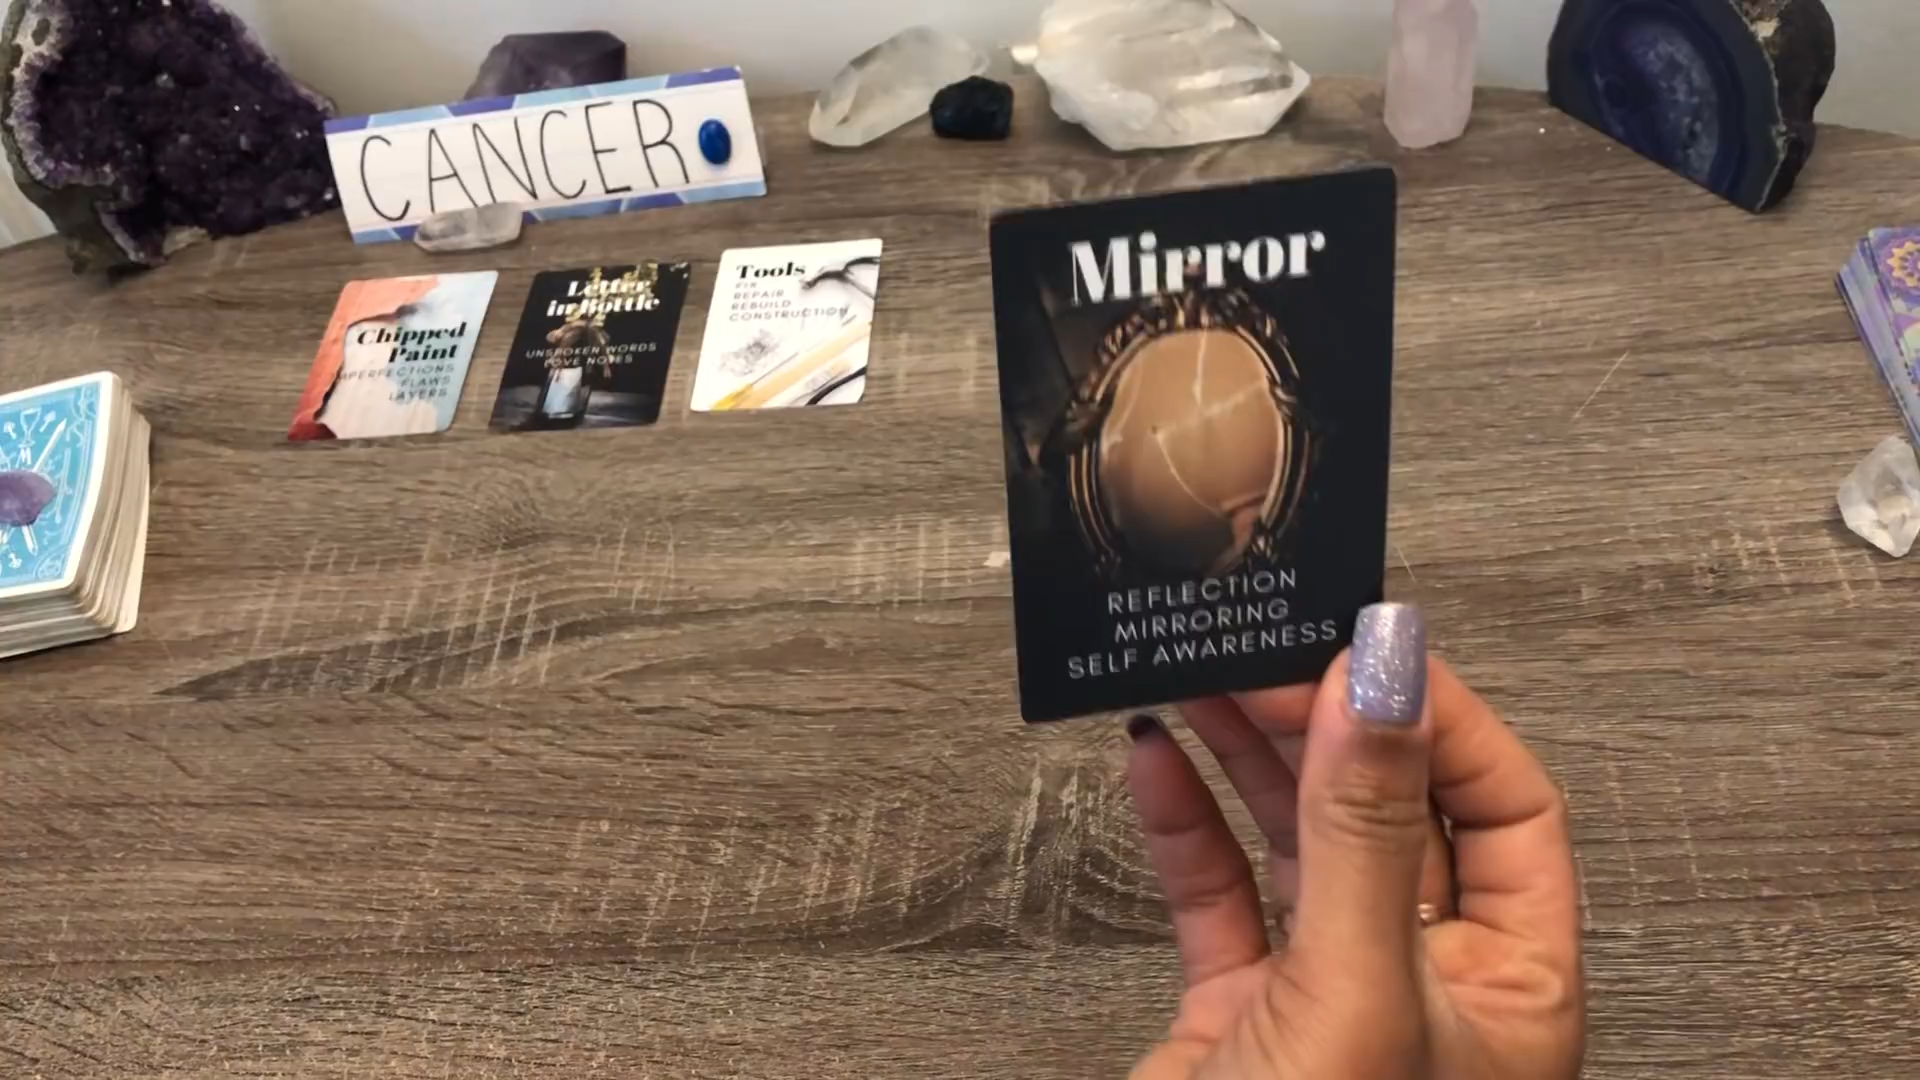 CANCER
Chipped
Paint
IMPERFECTIONS
FLAWS
LAYERS
Letter
in Bottle
UNSPOKEN WORDS
LOVE NOTES
Tools
FIX
REPAIR
REBUILD
CONSTRUCTION
Mirror
REFLECTION
MIRRORING
SELF AWARENESS